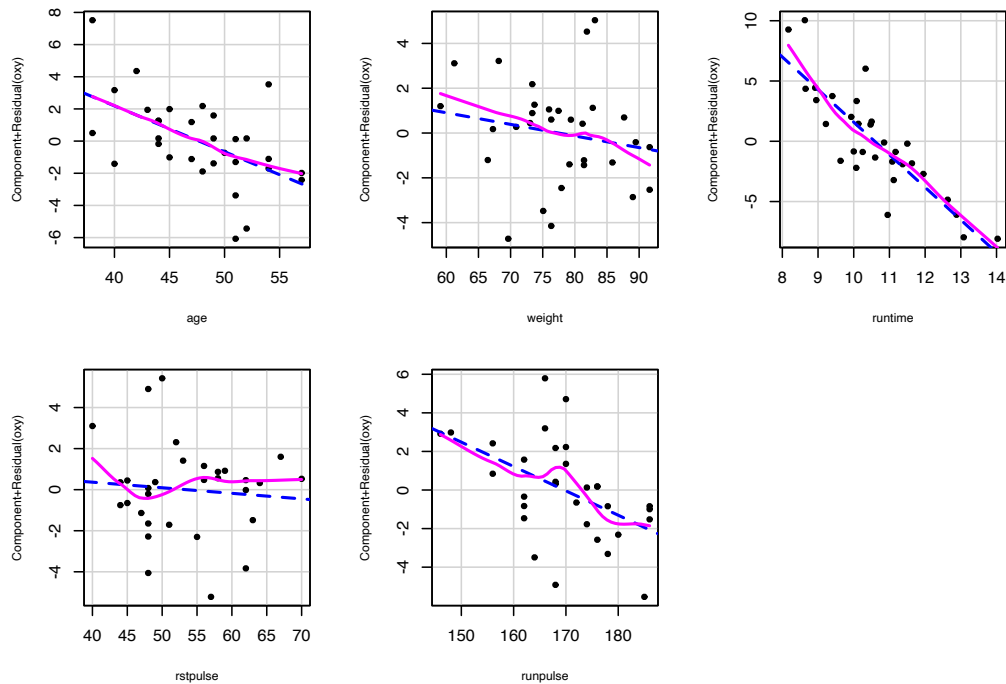 Component+Residual(oxy)
8
6
4
2
0
-2
-4
-6
40 45 50 55
age
Component+Residual(oxy)
4
2
0
-2
-4
60 65 70 75 80 85 90
weight
Component+Residual(oxy)
10
5
0
-5
8 9 10 11 12 13 14
runtime
Component+Residual(oxy)
4
2
0
-2
-4
40 45 50 55 60 65 70
rstpulse
Component+Residual(oxy)
6
4
2
0
-2
-4
150 160 170 180
runpulse